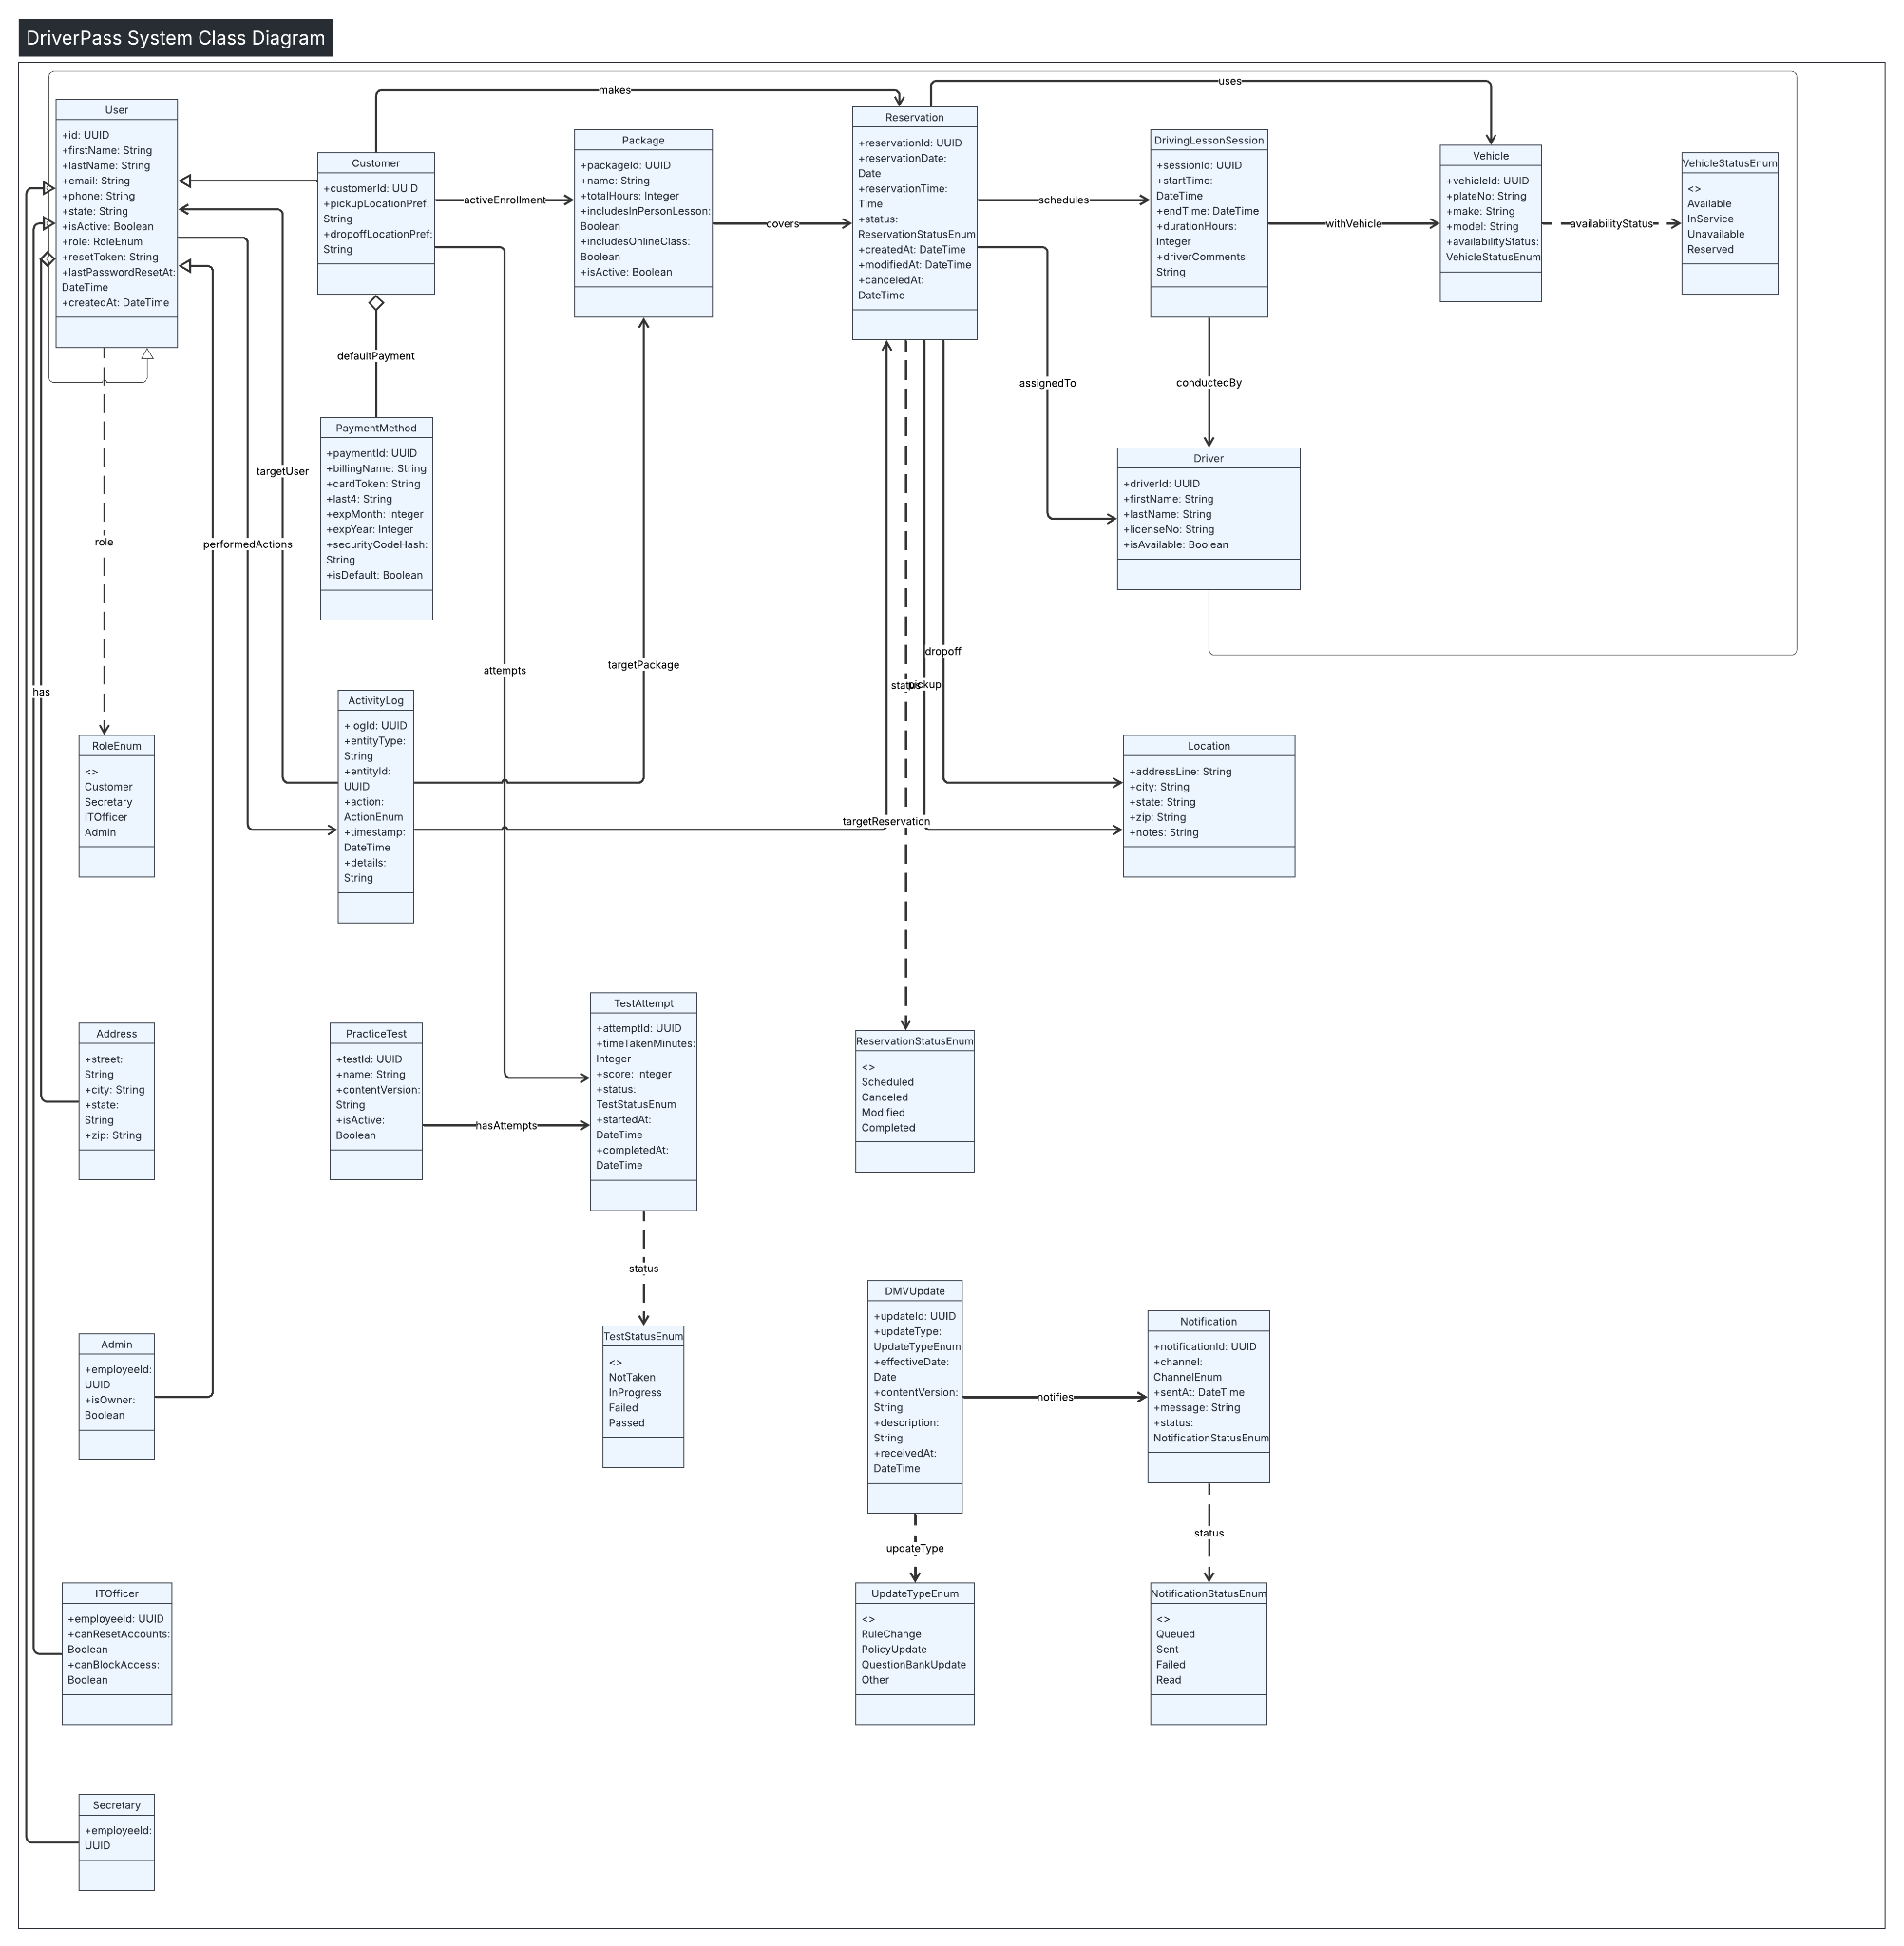 DriverPass System Class Diagram
uses
makes
User
+id: UUID
+firstName: String
+lastName: String
+email: String
+phone: String
+state: String
+isActive: Boolean
+role: RoleEnum
+resetToken: String
+lastPasswordResetAt:
DateTime
+createdAt: DateTime
Customer
+customerId: UUID
+pickupLocationPref:
String
+dropoffLocationPref:
String
activeEnrollment
Package
+packageId: UUID
+name: String
+totalHours: Integer
+includesInPersonLesson:
Boolean
+includesOnlineClass:
Boolean
+isActive: Boolean
covers
Reservation
+reservationId: UUID
+reservationDate:
Date
+reservationTime:
Time
+status:
ReservationStatusEnum
+createdAt: DateTime
+modifiedAt: DateTime
+canceledAt:
DateTime
schedules
DrivingLessonSession
+sessionId: UUID
+startTime:
DateTime
+endTime: DateTime
+durationHours:
Integer
+driverComments:
String
withVehicle
Vehicle
+vehicleId: UUID
+plateNo: String
+make: String
+model: String
+availabilityStatus:
VehicleStatusEnum
availabilityStatus
VehicleStatusEnum
<>
Available
InService
Unavailable
Reserved
defaultPayment
assignedTo
conductedBy
PaymentMethod
+paymentId: UUID
+billingName: String
+cardToken: String
+last4: String
+expMonth: Integer
+expYear: Integer
+securityCodeHash:
String
+isDefault: Boolean
Driver
+driverId: UUID
+firstName: String
+lastName: String
+licenseNo: String
+isAvailable: Boolean
targetUser
role
performedActions
dropoff
targetPackage
attempts
status
pickup
has
ActivityLog
+logId: UUID
+entityType:
String
+entityId:
UUID
+action:
ActionEnum
+timestamp:
DateTime
+details:
String
RoleEnum
<>
Customer
Secretary
ITOfficer
Admin
Location
+addressLine: String
+city: String
+state: String
+zip: String
+notes: String
targetReservation
Address
+street:
String
+city: String
+state:
String
+zip: String
PracticeTest
+testId: UUID
+name: String
+contentVersion:
String
+isActive:
Boolean
hasAttempts
TestAttempt
+attemptId: UUID
+timeTakenMinutes:
Integer
+score: Integer
+status:
TestStatusEnum
+startedAt:
DateTime
+completedAt:
DateTime
ReservationStatusEnum
<>
Scheduled
Canceled
Modified
Completed
status
Admin
+employeeId:
UUID
+isOwner:
Boolean
TestStatusEnum
<>
NotTaken
InProgress
Failed
Passed
DMVUpdate
+updateId: UUID
+updateType:
UpdateTypeEnum
+effectiveDate:
Date
+contentVersion:
String
+description:
String
+receivedAt:
DateTime
notifies
Notification
+notificationId: UUID
+channel:
ChannelEnum
+sentAt: DateTime
+message: String
+status:
NotificationStatusEnum
status
updateType
ITOfficer
+employeeId: UUID
+canResetAccounts:
Boolean
+canBlockAccess:
Boolean
UpdateTypeEnum
<>
RuleChange
PolicyUpdate
QuestionBankUpdate
Other
NotificationStatusEnum
<>
Queued
Sent
Failed
Read
Secretary
+employeeId:
UUID